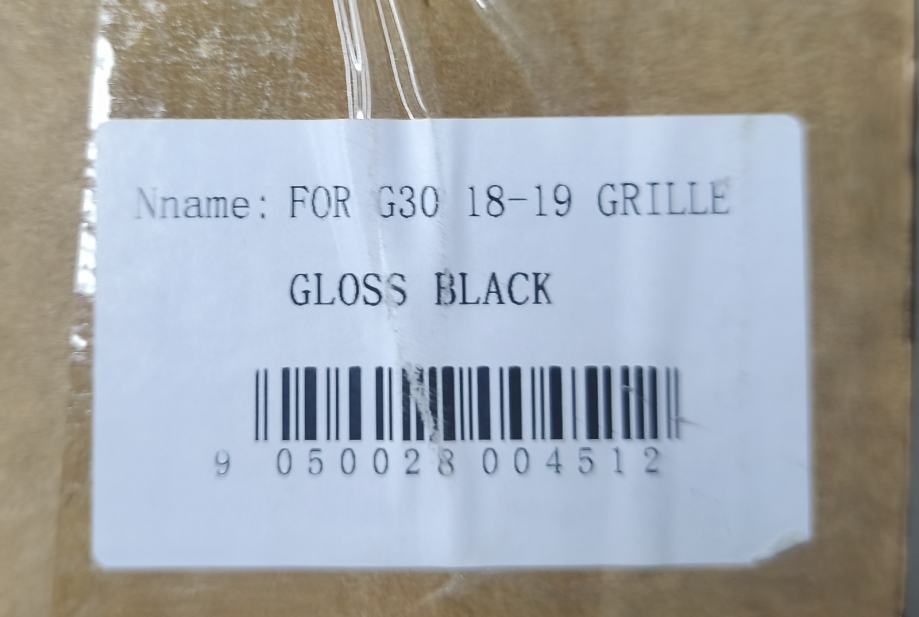 Nname: FOR G30 18-19 GRILLE
GLOSS BLACK
9 050028 004512